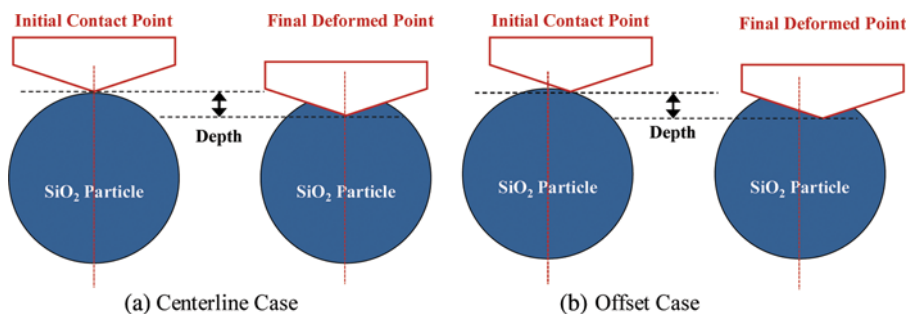 Initial Contact Point
Final Deformed Point
Depth
SiO₂ Particle
SiO₂ Particle
(a) Centerline Case
Initial Contact Point
Final Deformed Point
Depth
SiO₂ Particle
SiO₂ Particle
(b) Offset Case